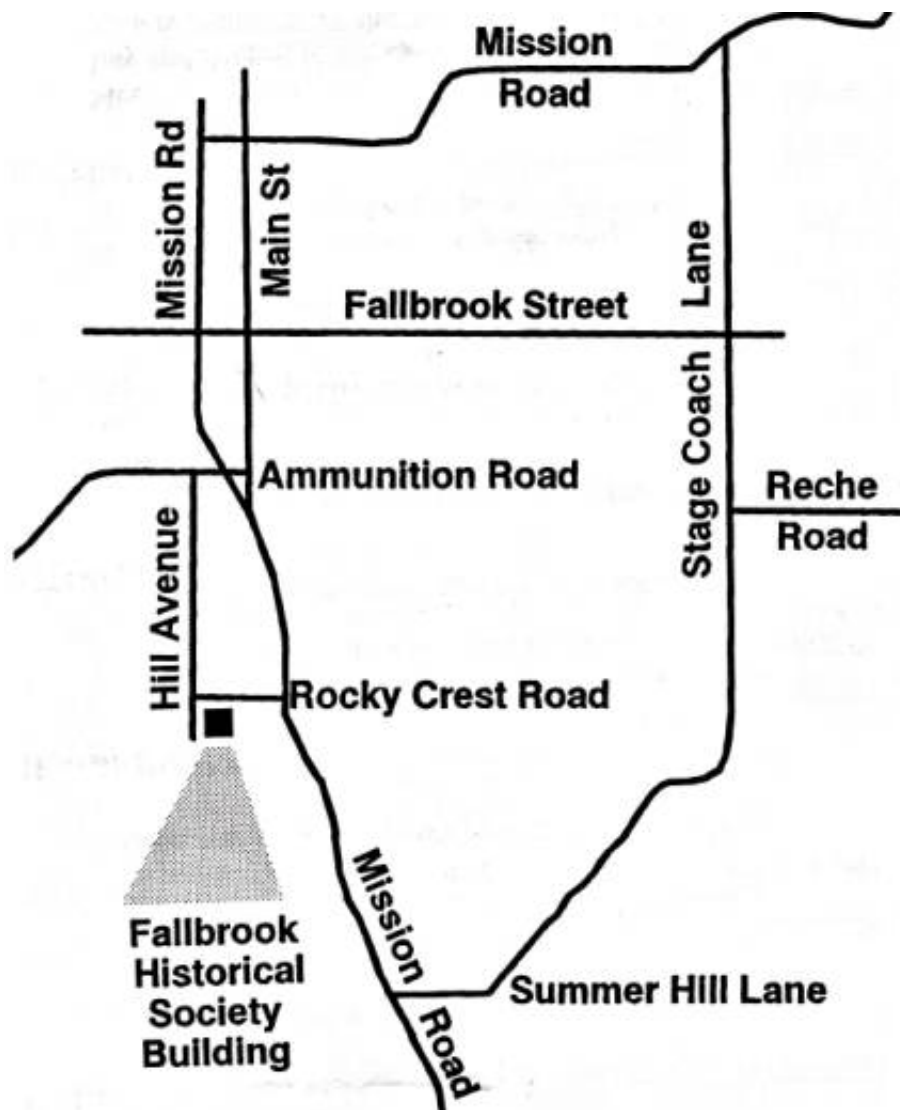 Mission
Road
Mission Rd
Main St
Fallbrook Street
Stage Coach Lane
Ammunition Road
Reche
Road
Hill Avenue
Rocky Crest Road
Mission Road
Summer Hill Lane
Fallbrook
Historical
Society
Building